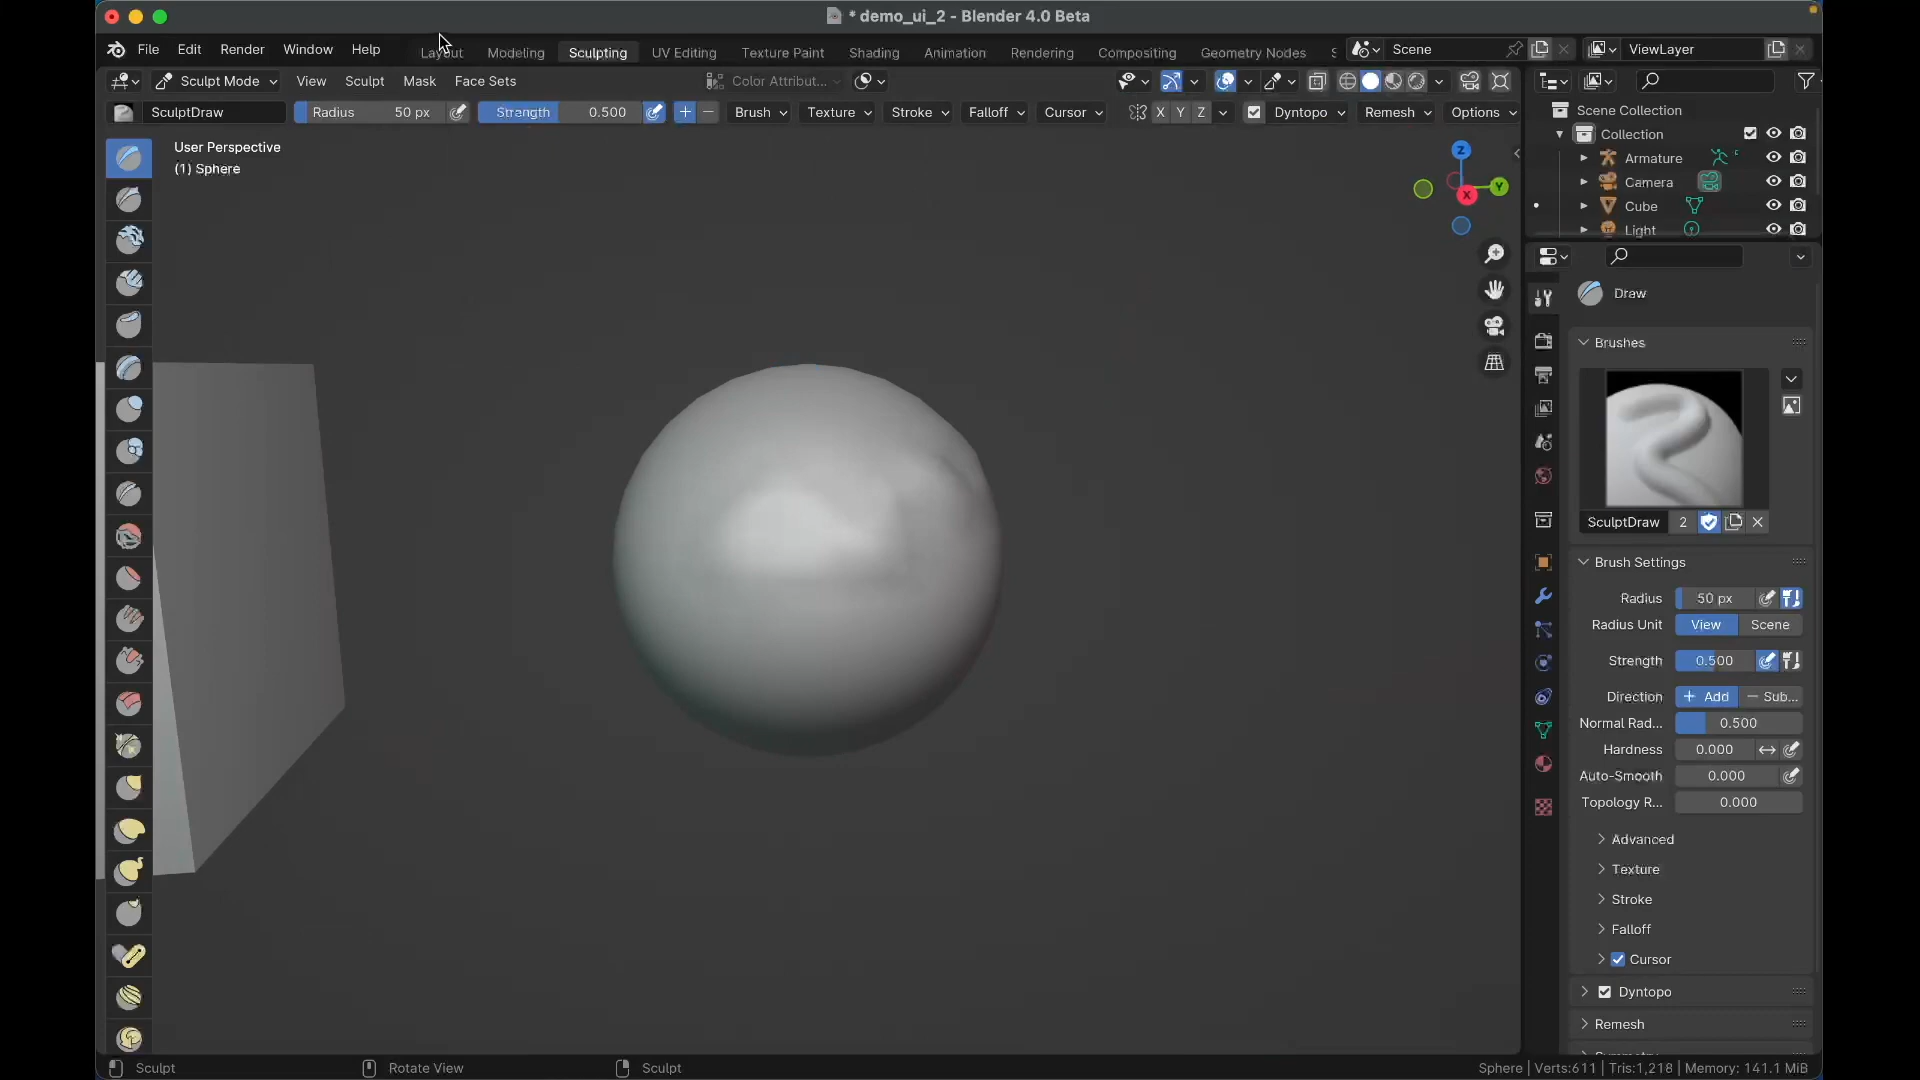 * demo_ui_2 - Blender 4.0 Beta
File Edit Render Window Help Layout Modeling Sculpting UV Editing Texture Paint Shading Animation Rendering Compositing Geometry Nodes Scene ViewLayer
Sculpt Mode View Sculpt Mask Face Sets Color Attribut...
SculptDraw Radius 50 px Strength 0.500 Brush Texture Stroke Falloff Cursor X Y Z Dyntopo Remesh Options
User Perspective
(1) Sphere
Z
Y
X
Scene Collection
Collection
Armature
Camera
Cube
Light
Draw
Brushes
SculptDraw 2
Brush Settings
Radius 50 px
Radius Unit View Scene
Strength 0.500
Direction + Add — Sub...
Normal Rad... 0.500
Hardness 0.000
Auto-Smooth 0.000
Topology R... 0.000
Advanced
Texture
Stroke
Falloff
Cursor
Dyntopo
Remesh
Sculpt Rotate View Sculpt Sphere | Verts:611 | Tris:1,218 | Memory: 141.1 MiB